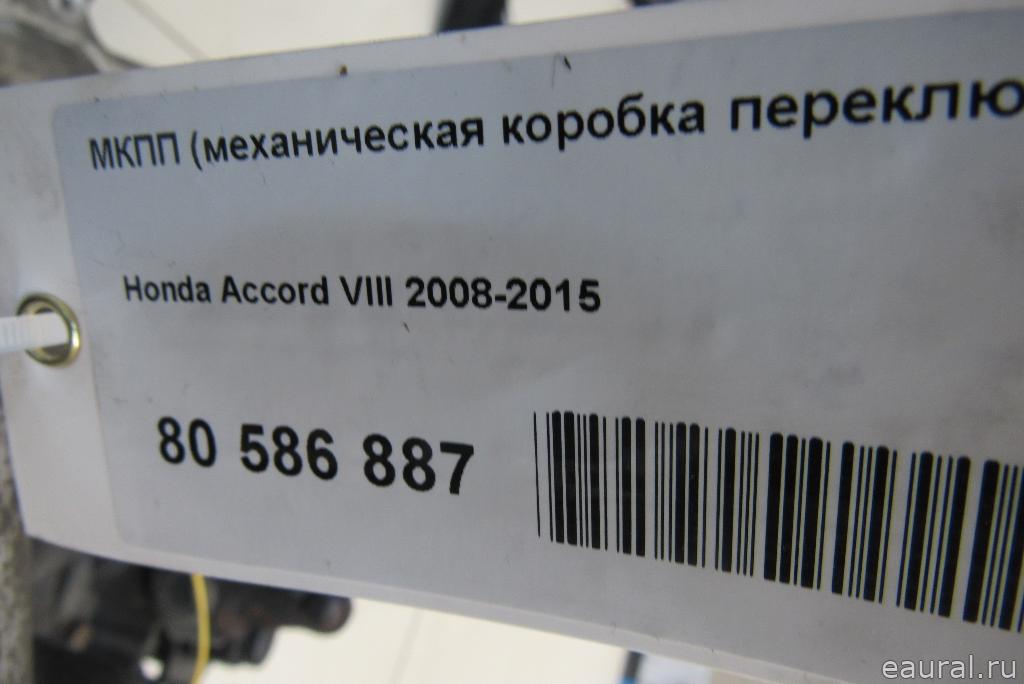 МКПП (механическая коробка переклю
Honda Accord VIII 2008-2015
80 586 887
eaural.ru